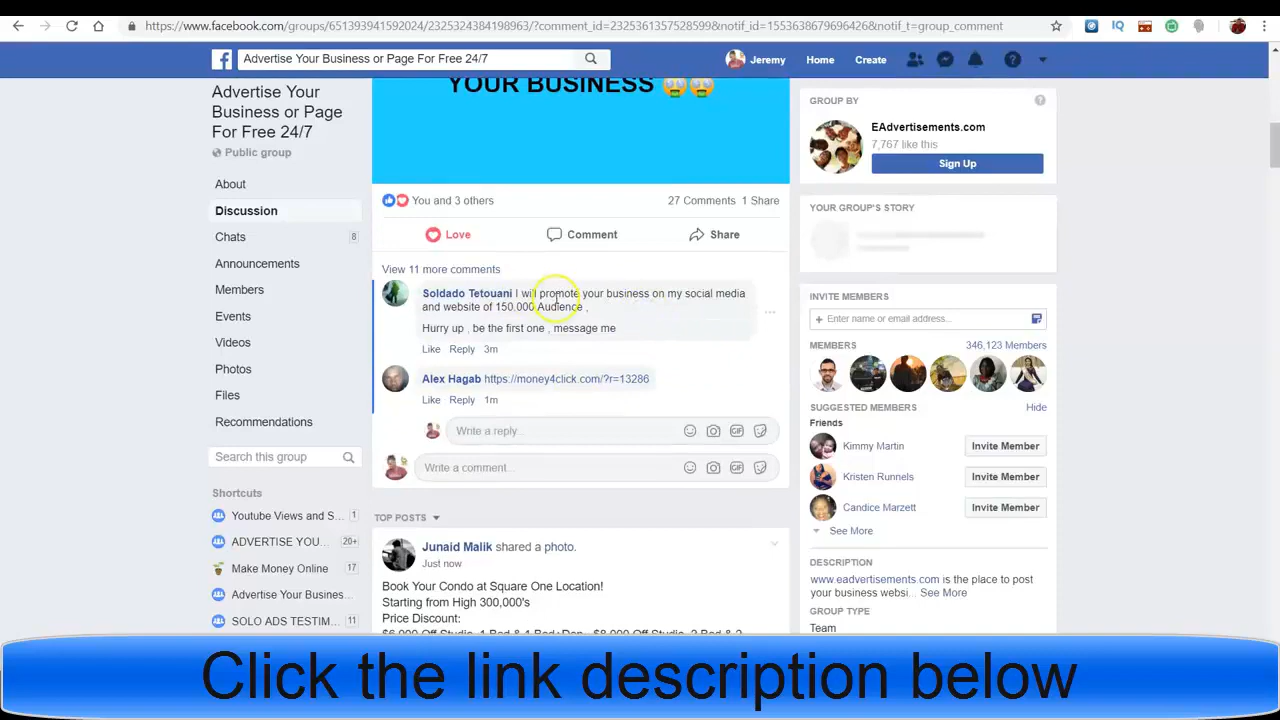 https://www.facebook.com/groups/651393941592024/2325324384198963/?comment_id=2325361357528599&notif_id=1553638679696426&notif_t=group_comment
Advertise Your Business or Page For Free 24/7
Jeremy
Home
Create
Advertise Your
Business or Page
For Free 24/7
Public group
About
Discussion
Chats
8
Announcements
Members
Events
Videos
Photos
Files
Recommendations
Search this group
Shortcuts
Youtube Views and S...
1
ADVERTISE YOU...
20+
Make Money Online
17
Advertise Your Busines...
SOLO ADS TESTIM...
11
YOUR BUSINESS
You and 3 others
27 Comments 1 Share
Love
Comment
Share
View 11 more comments
Soldado Tetouani I will promote your business on my social media
and website of 150.000 Audience ,
Hurry up , be the first one , message me
Like Reply 3m
Alex Hagab https://money4click.com/?r=13286
Like Reply 1m
Write a reply...
Write a comment...
TOP POSTS
Junaid Malik shared a photo.
Just now
Book Your Condo at Square One Location!
Starting from High 300,000's
Price Discount:
GROUP BY
EAdvertisements.com
7,767 like this
Sign Up
YOUR GROUP'S STORY
INVITE MEMBERS
+ Enter name or email address...
MEMBERS
346,123 Members
SUGGESTED MEMBERS
Hide
Friends
Kimmy Martin
Invite Member
Kristen Runnels
Invite Member
Candice Marzett
Invite Member
See More
DESCRIPTION
www.eadvertisements.com is the place to post
your business websi... See More
GROUP TYPE
Team
Click the link description below